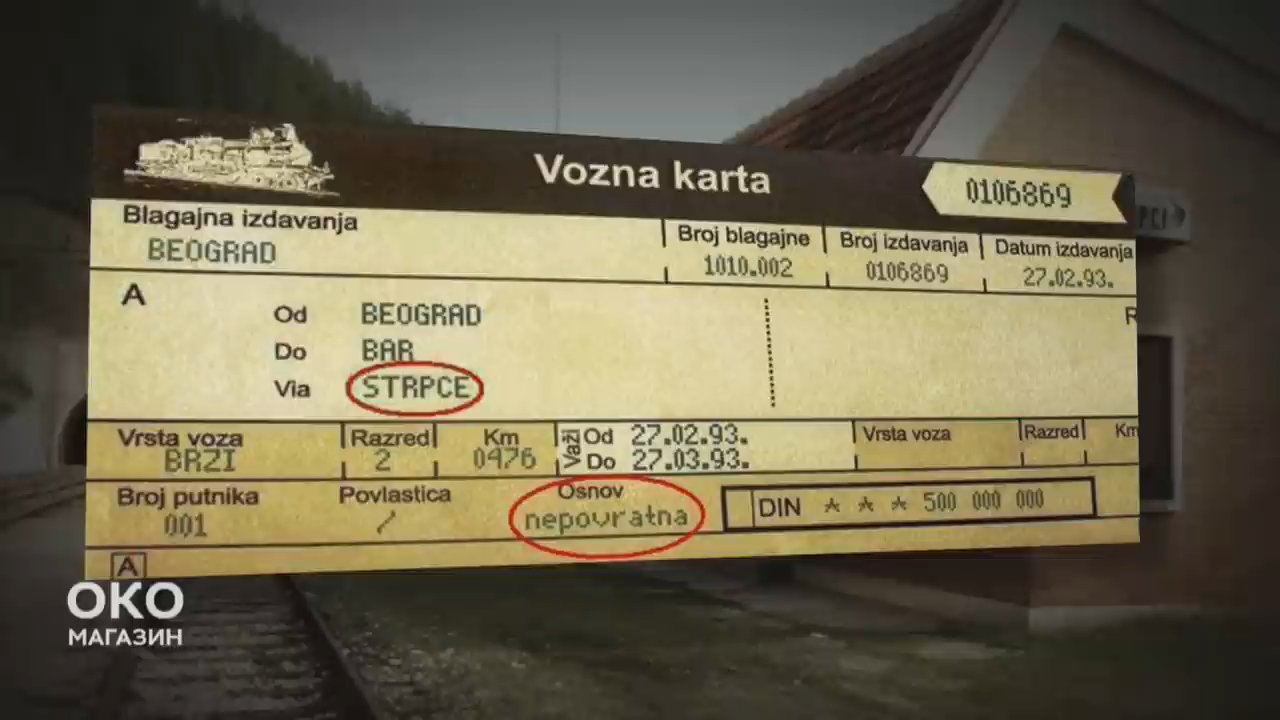 Vozna karta
0106869
Blagajna izdavanja
BEOGRAD
Broj blagajne
1010.002
Broj izdavanja
0106869
Datum izdavanja
27.02.93.
A
Od BEOGRAD
Do BAR
Via STRPCE
R
Vrsta voza
BRZI
Razred
2
Km
0476
Važi
Od 27.02.93.
Do 27.03.93.
Vrsta voza
Razred
Km
Broj putnika
001
Povlastica
/
Osnov
nepovratna
DIN * * * 500 000 000
A
ОКО
МАГАЗИН